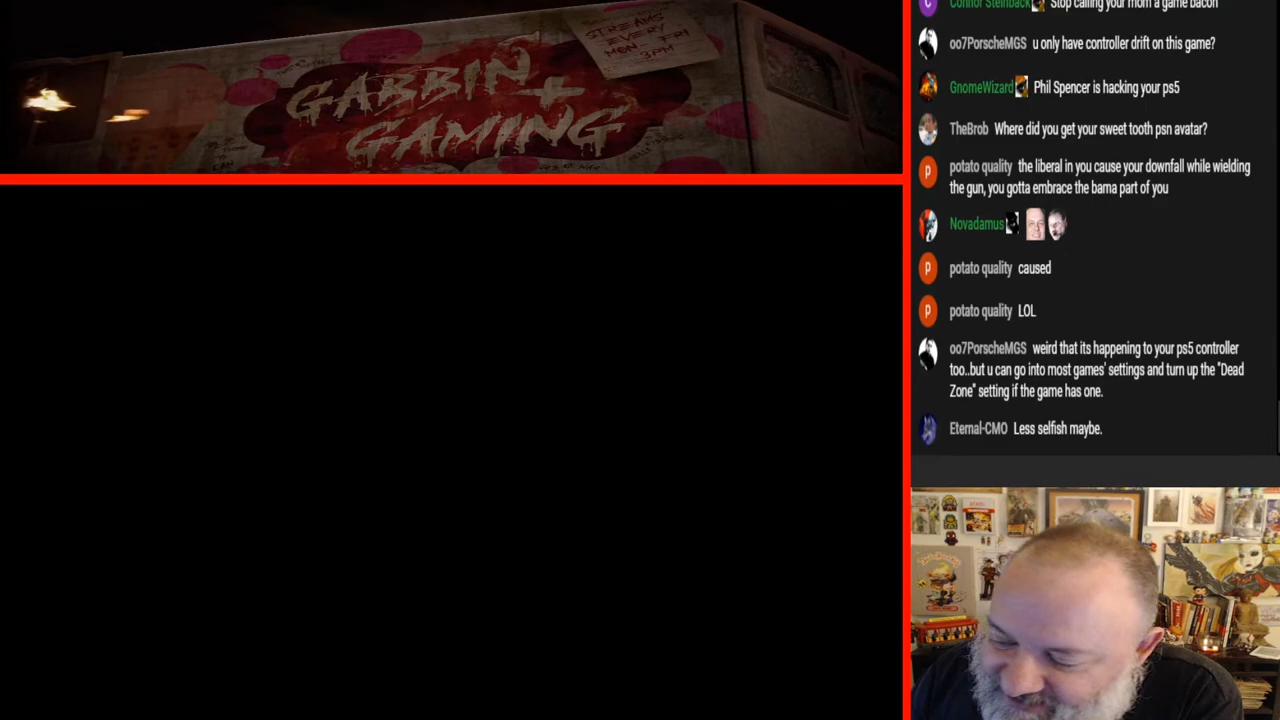 STREAMS
EVERY
MON FRI
3PM
GABBIN +
GAMING
Connor Steinback Stop calling your mom a game bacon
oo7PorscheMGS u only have controller drift on this game?
GnomeWizard Phil Spencer is hacking your ps5
TheBrob Where did you get your sweet tooth psn avatar?
potato quality the liberal in you cause your downfall while wielding
the gun, you gotta embrace the bama part of you
Novadamus
potato quality caused
potato quality LOL
oo7PorscheMGS weird that its happening to your ps5 controller
too..but u can go into most games' settings and turn up the "Dead
Zone" setting if the game has one.
Eternal-CMO Less selfish maybe.